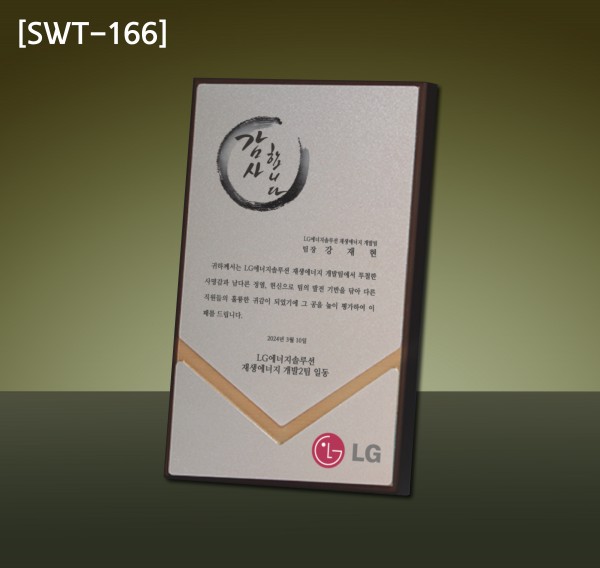 [SWT-166]
감사
합니다
LG에너지솔루션 재생에너지 개발팀
팀장 강재현
귀하께서는 LG에너지솔루션 재생에너지 개발팀에서 투철한
사명감과 남다른 정열, 헌신으로 팀의 발전 기반을 닦아 다른
직원들의 훌륭한 귀감이 되었기에 그 공을 높이 평가하여 이
패를 드립니다.
2024년 3월 10일
LG에너지솔루션
재생에너지 개발2팀 일동
LG